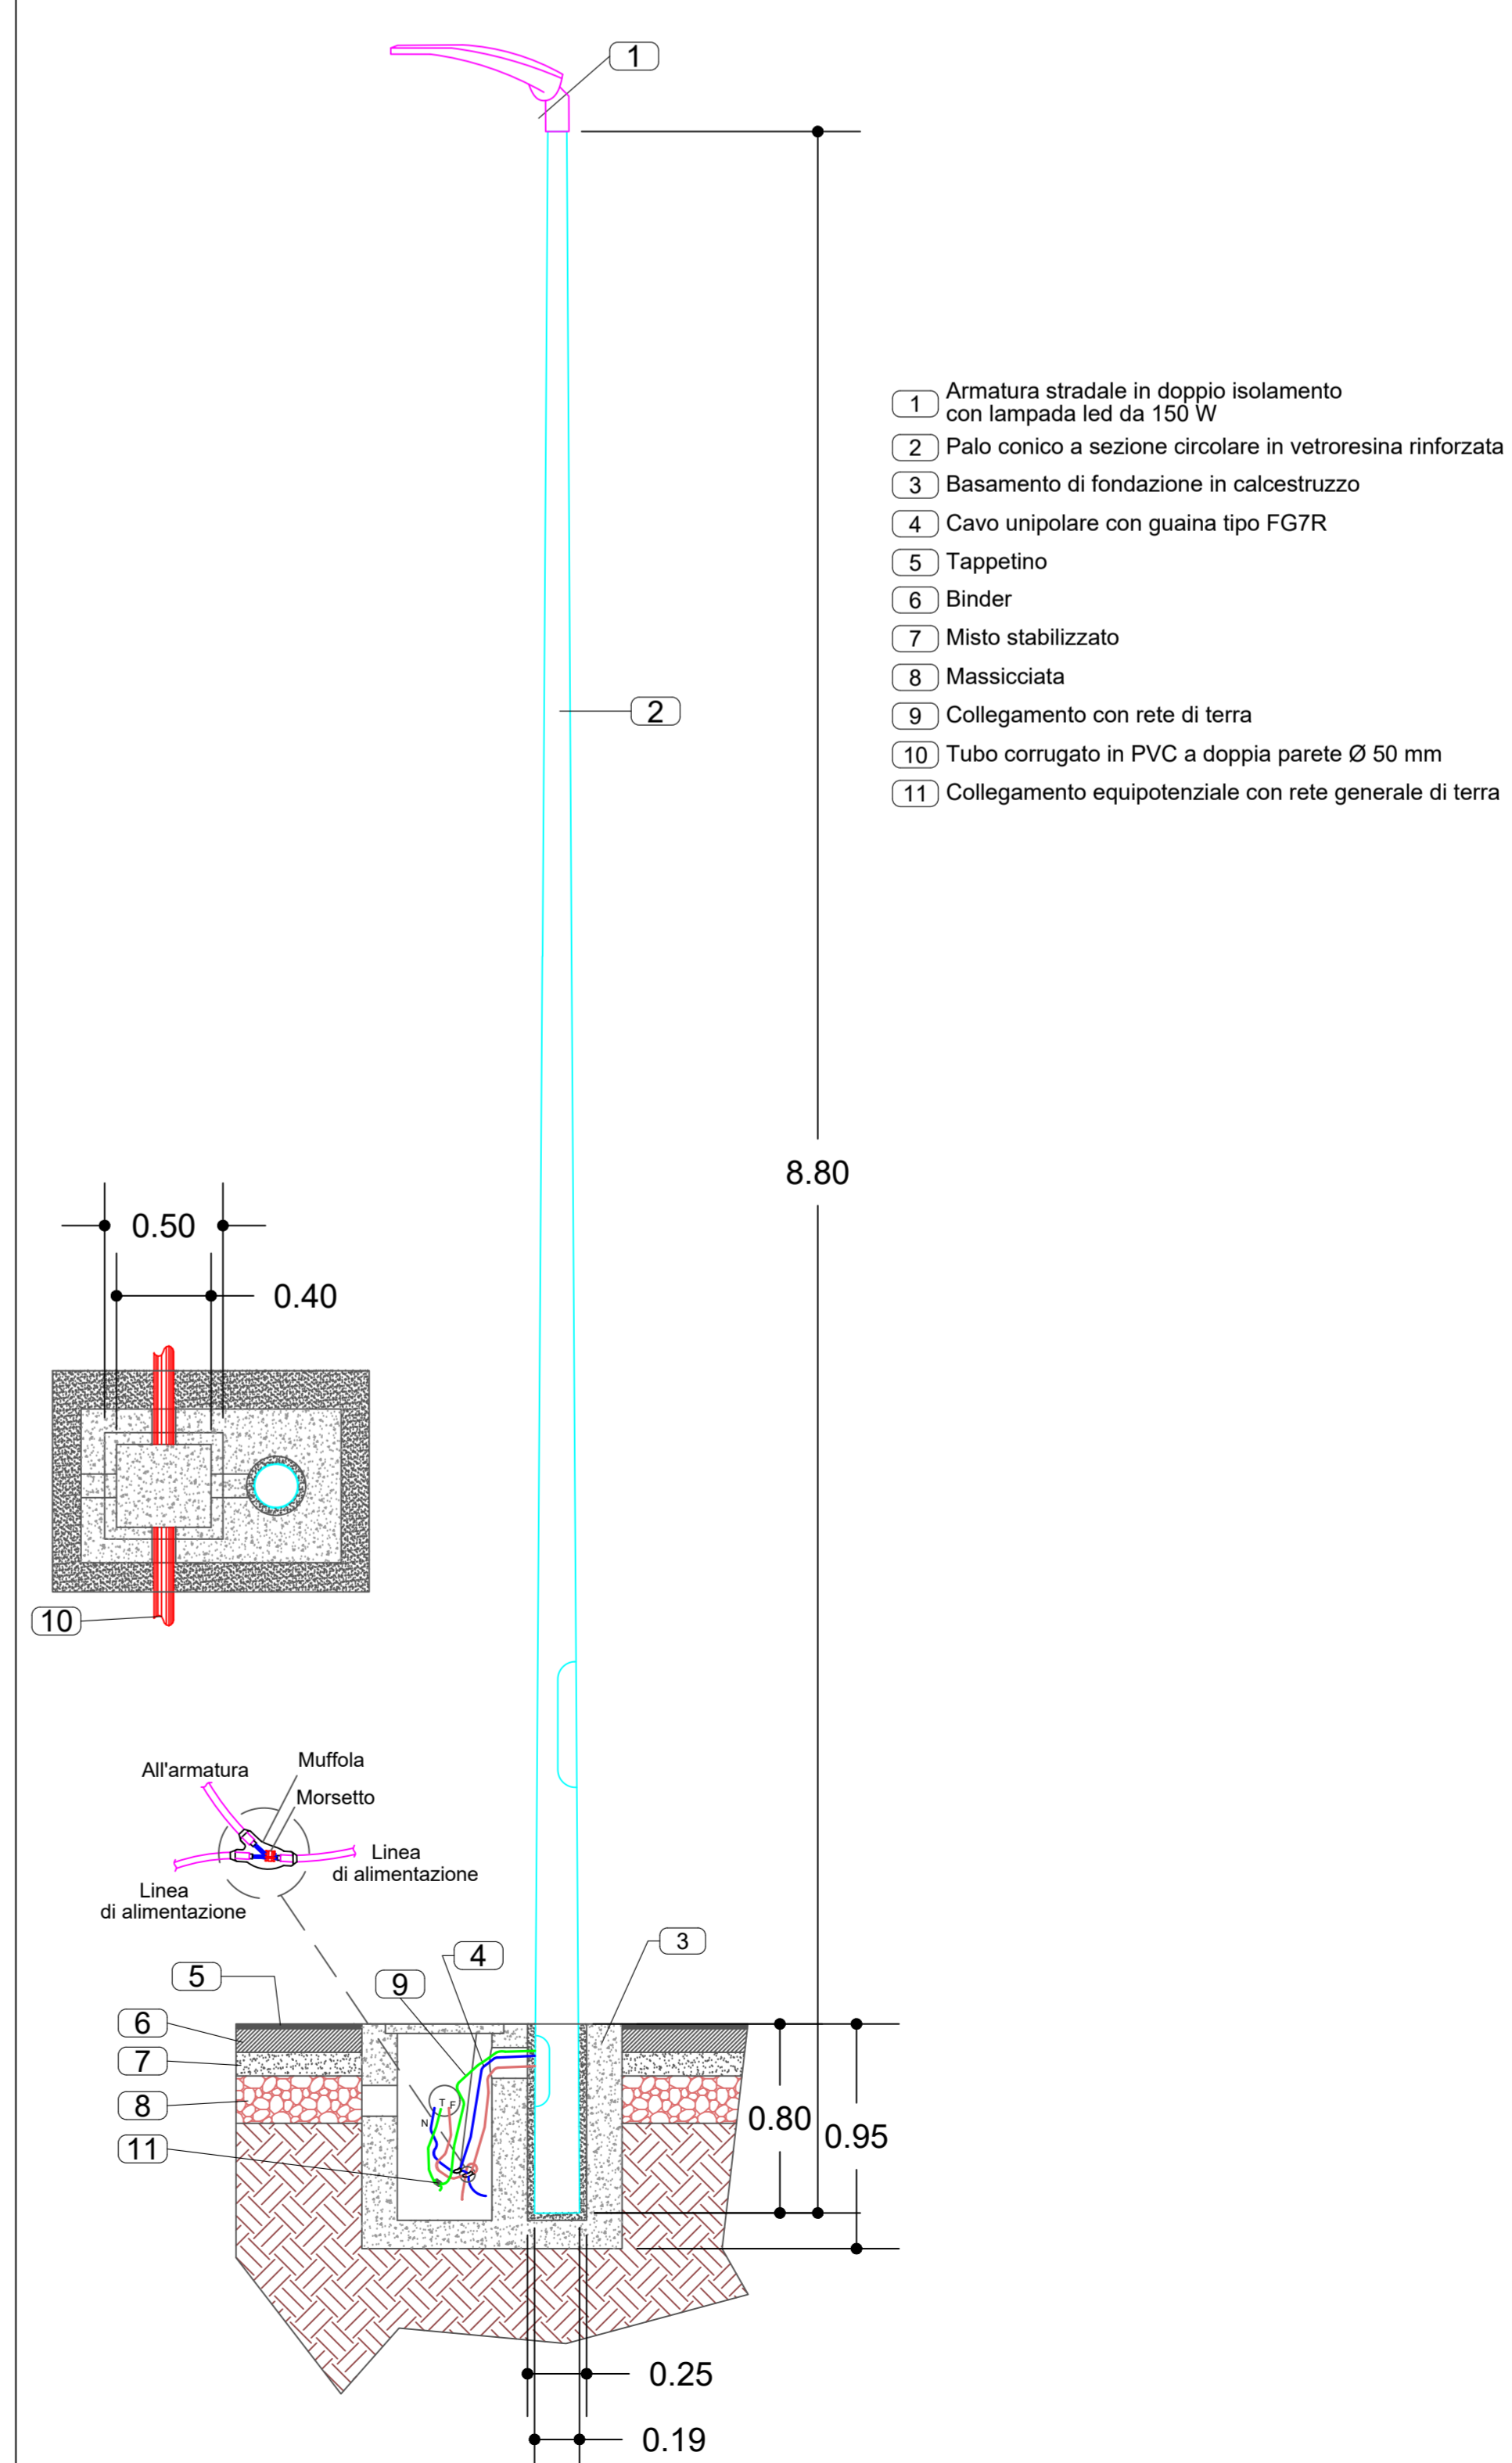 1
1 Armatura stradale in doppio isolamento
con lampada led da 150 W
2 Palo conico a sezione circolare in vetroresina rinforzata
3 Basamento di fondazione in calcestruzzo
4 Cavo unipolare con guaina tipo FG7R
5 Tappetino
6 Binder
7 Misto stabilizzato
8 Massicciata
9 Collegamento con rete di terra
10 Tubo corrugato in PVC a doppia parete Ø 50 mm
11 Collegamento equipotenziale con rete generale di terra
2
8.80
0.50
0.40
10
All'armatura
Muffola
Morsetto
Linea
di alimentazione
Linea
di alimentazione
3
4
9
5
6
7
8
11
T
F
N
0.80
0.95
0.25
0.19